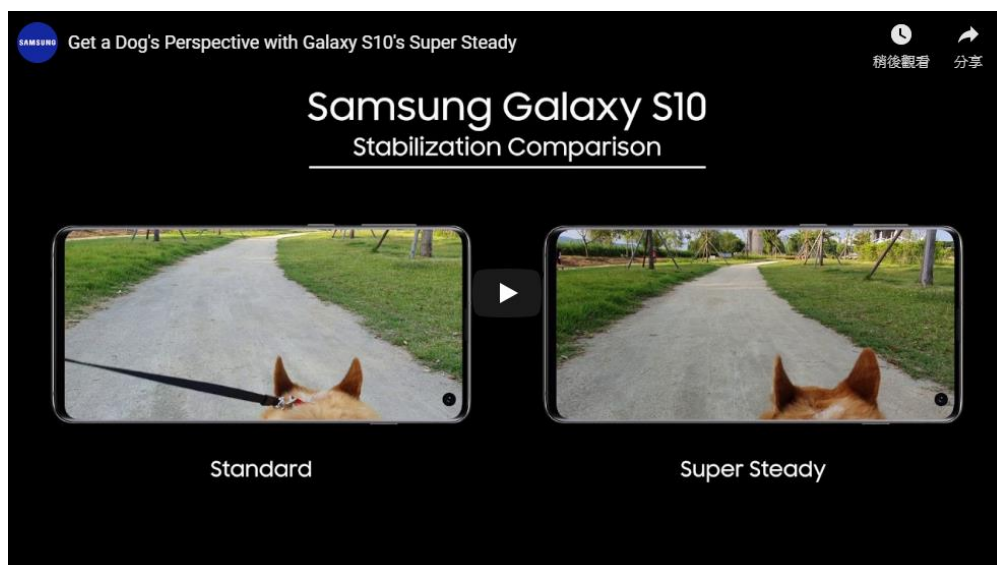 SAMSUNG
Get a Dog's Perspective with Galaxy S10's Super Steady
稍後觀看
分享
Samsung Galaxy S10
Stabilization Comparison
Standard
Super Steady